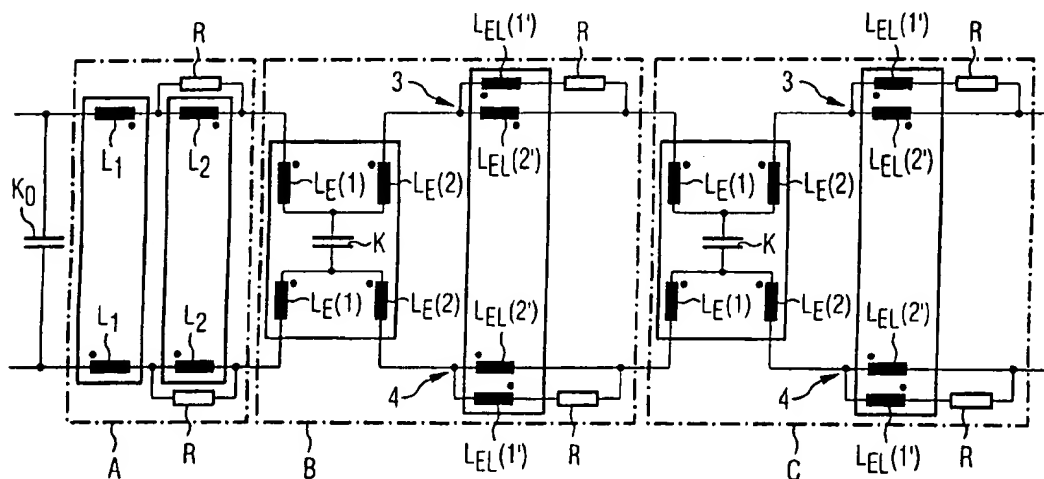 LEL(1') R LEL(1') R
R
3 3
L1 L2 LEL(2') LEL(2')
LE(1) LE(2) LE(1) LE(2)
K0
K K
LE(1) LE(2) LE(1) LE(2)
L1 L2 LEL(2') LEL(2')
4 4
R LEL(1') R LEL(1') R
A B C